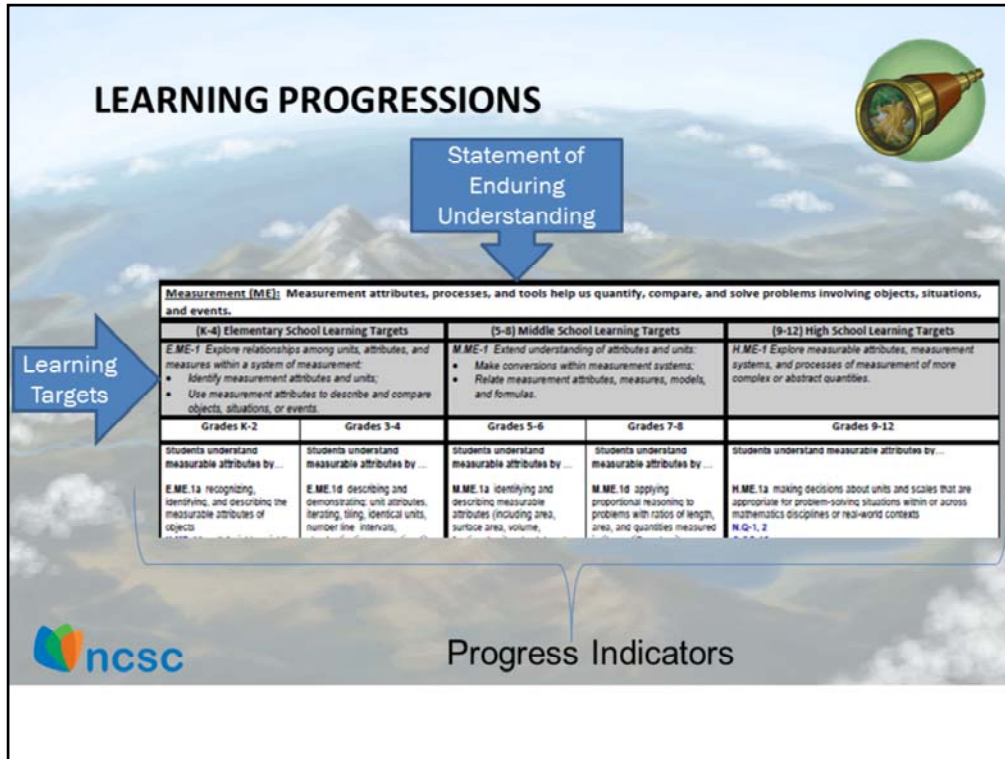 LEARNING PROGRESSIONS
Statement of
Enduring
Understanding
Learning
Targets
Measurement (ME): Measurement attributes, processes, and tools help us quantify, compare, and solve problems involving objects, situations,
and events.
(K-4) Elementary School Learning Targets
E.ME-1 Explore relationships among units, attributes, and
measures within a system of measurement:
• Identify measurement attributes and units;
• Use measurement attributes to describe and compare
objects, situations, or events.
(5-8) Middle School Learning Targets
M.ME-1 Extend understanding of attributes and units:
• Make conversions within measurement systems;
• Relate measurement attributes, measures, models,
and formulas.
(9-12) High School Learning Targets
H.ME-1 Explore measurable attributes, measurement
systems, and processes of measurement of more
complex or abstract quantities.
Grades K-2
Students understand
measurable attributes by ...
E.ME.1a recognizing,
identifying, and describing the
measurable attributes of
objects
Grades 3-4
Students understand
measurable attributes by ...
E.ME.1d describing and
demonstrating unit attributes,
iterating, tiling, identical units,
number line intervals,
Grades 5-6
Students understand
measurable attributes by ...
M.ME.1a identifying and
describing measurable
attributes (including area,
surface area, volume,
Grades 7-8
Students understand
measurable attributes by ...
M.ME.1d applying
proportional reasoning to
problems with ratios of length,
area, and quantities measured
Grades 9-12
Students understand measurable attributes by...
H.ME.1a making decisions about units and scales that are
appropriate for problem-solving situations within or across
mathematics disciplines or real-world contexts
N.Q-1, 2
Progress Indicators
ncsc